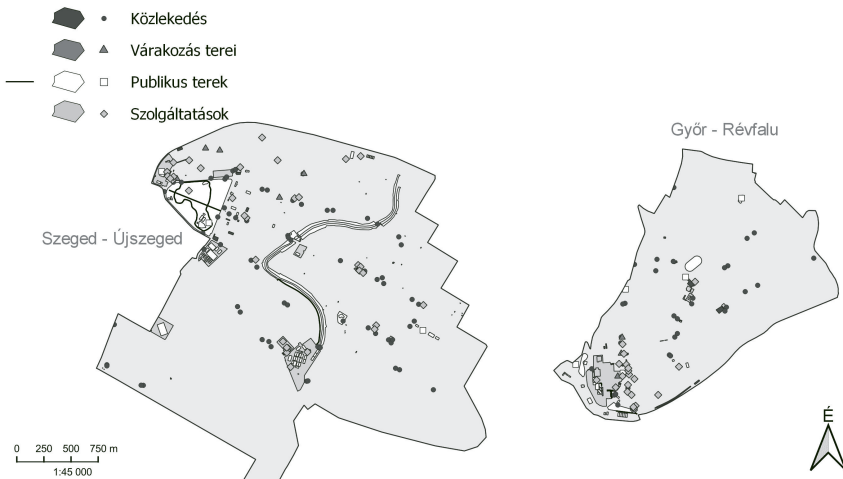 Közlekedés
Várakozás terei
Publikus terek
Szolgáltatások
Győr - Révfalu
Szeged - Újszeged
É
0 250 500 750 m
1:45 000